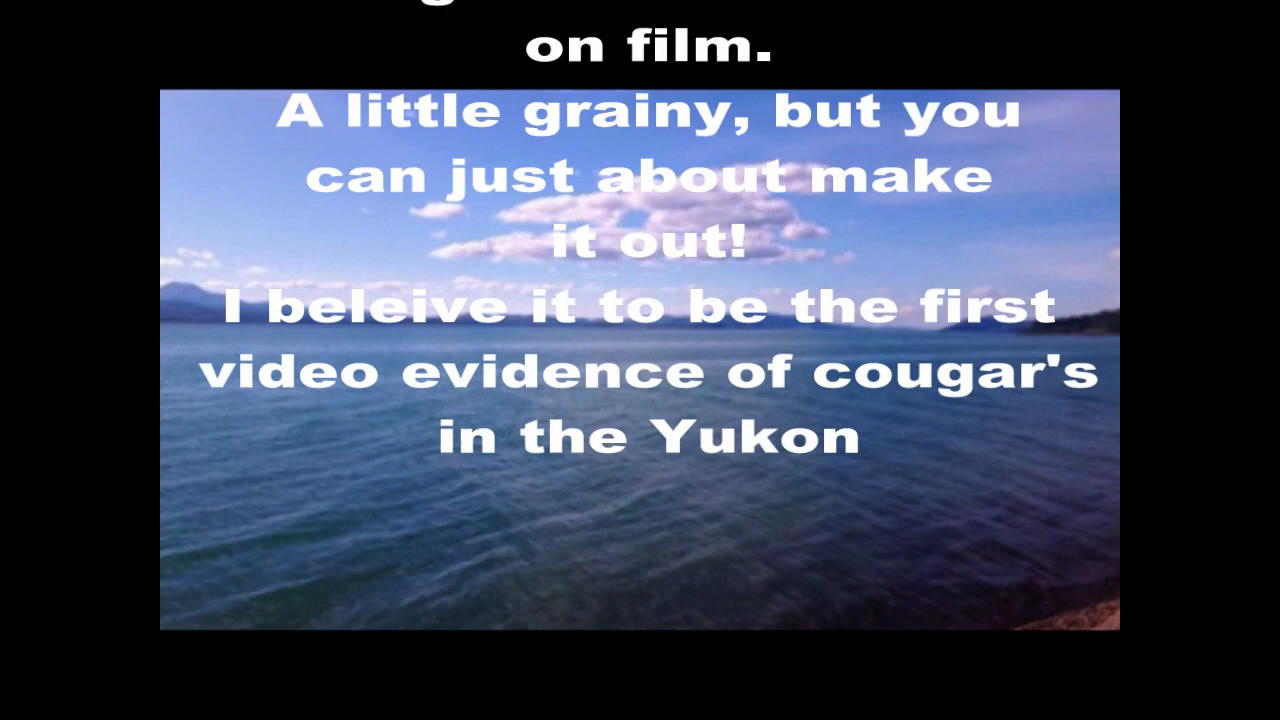 on film.
A little grainy, but you
can just about make
it out!
I beleive it to be the first
video evidence of cougar's
in the Yukon